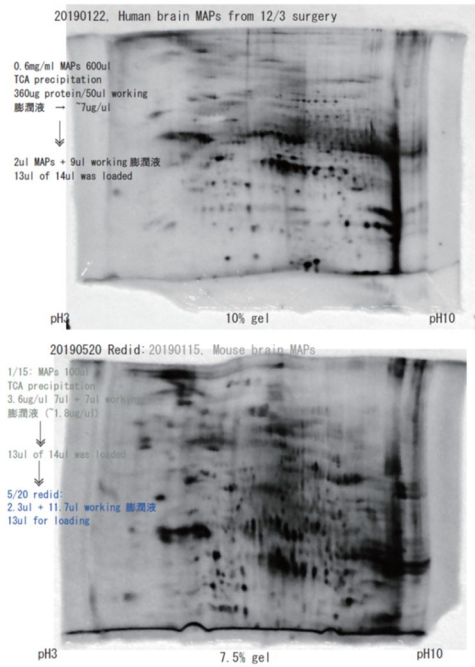 20190122, Human brain MAPs from 12/3 surgery
0.6mg/ml MAPs 600ul
TCA precipitation
360ug protein/50ul working
膨潤液 → ~7ug/ul
2ul MAPs + 9ul working 膨潤液
13ul of 14ul was loaded
pH3 10% gel pH10
20190520 Redid: 20190115, Mouse brain MAPs
1/15: MAPs 100ul
TCA precipitation
3.6ug/ul 7ul + 7ul working
膨潤液 (~1.8ug/ul)
13ul of 14ul was loaded
5/20 redid:
2.3ul + 11.7ul working 膨潤液
13ul for loading
pH3 7.5% gel pH10